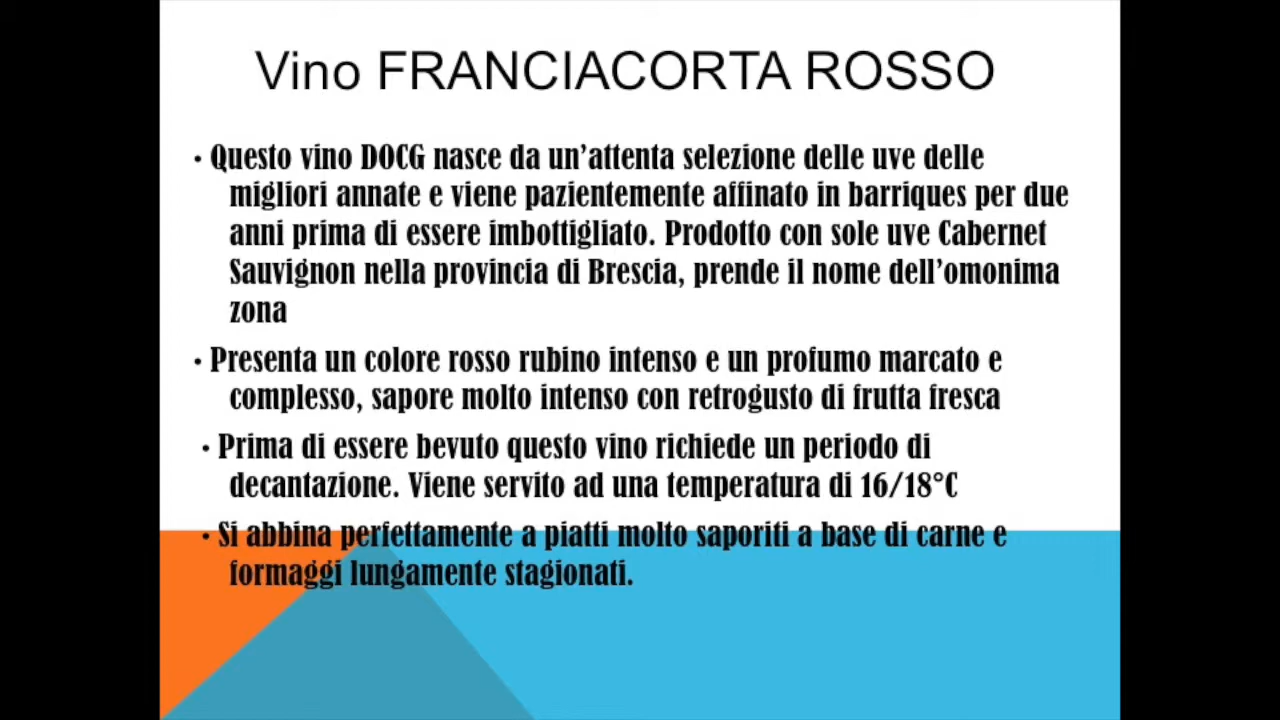 Vino FRANCIACORTA ROSSO
• Questo vino DOCG nasce da un’attenta selezione delle uve delle
migliori annate e viene pazientemente affinato in barriques per due
anni prima di essere imbottigliato. Prodotto con sole uve Cabernet
Sauvignon nella provincia di Brescia, prende il nome dell’omonima
zona
• Presenta un colore rosso rubino intenso e un profumo marcato e
complesso, sapore molto intenso con retrogusto di frutta fresca
• Prima di essere bevuto questo vino richiede un periodo di
decantazione. Viene servito ad una temperatura di 16/18°C
• Si abbina perfettamente a piatti molto saporiti a base di carne e
formaggi lungamente stagionati.